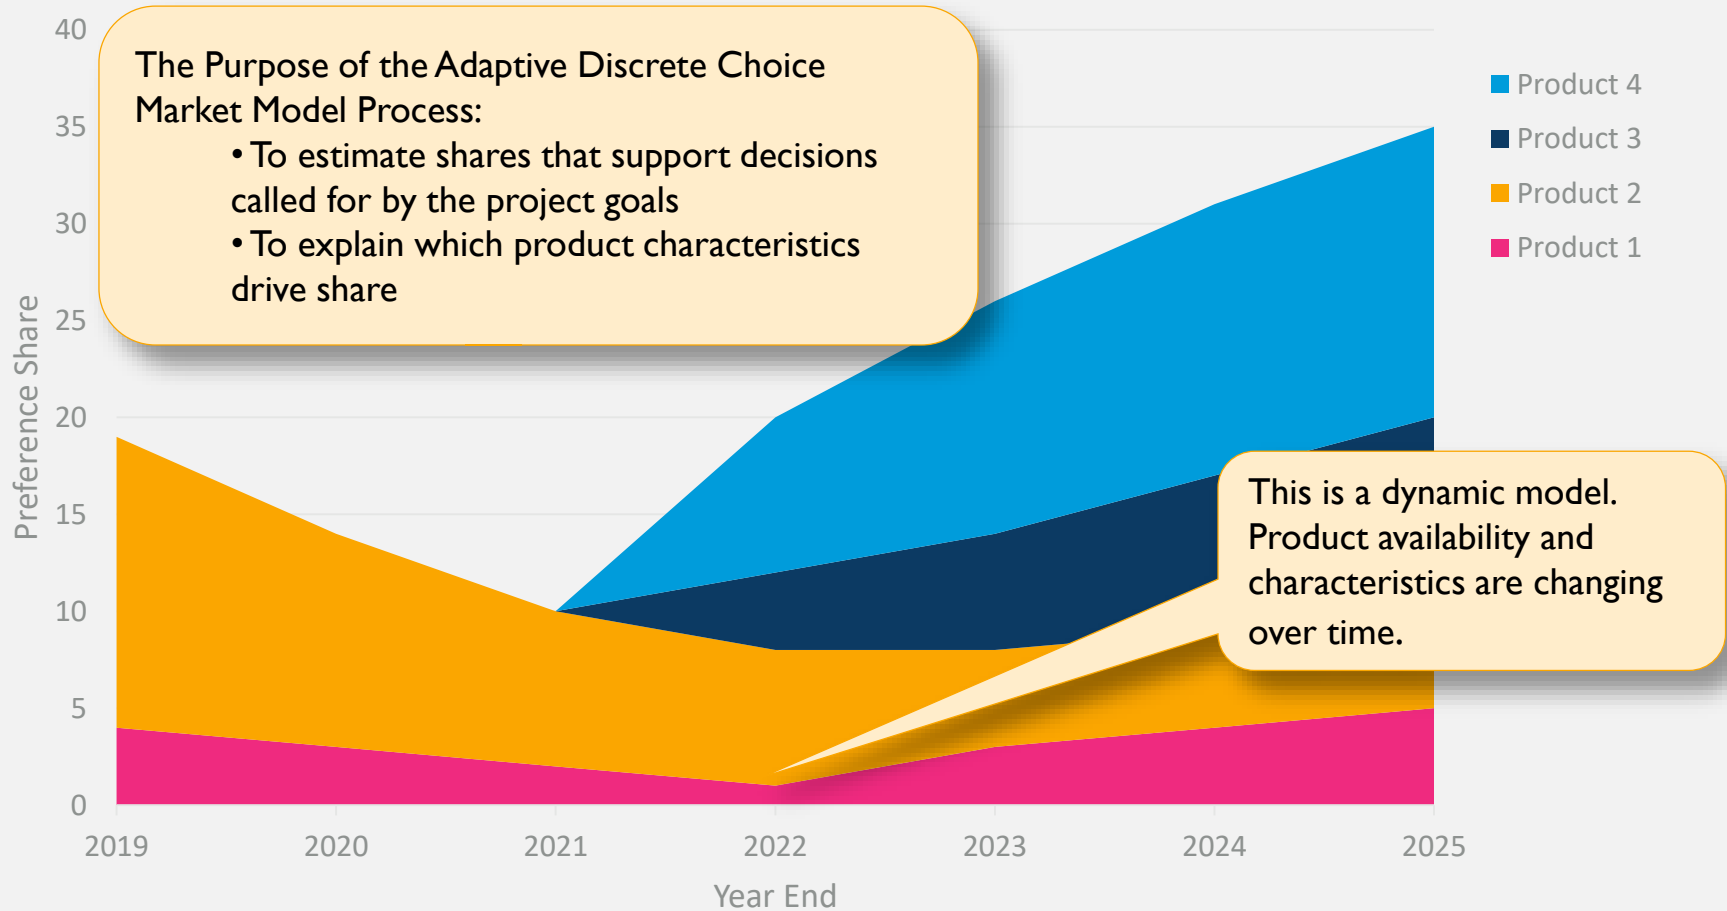 40
35
30
25
20
15
10
5
0
Preference Share
The Purpose of the Adaptive Discrete Choice
Market Model Process:
• To estimate shares that support decisions
called for by the project goals
• To explain which product characteristics
drive share
Product 4
Product 3
Product 2
Product 1
This is a dynamic model.
Product availability and
characteristics are changing
over time.
2019 2020 2021 2022 2023 2024 2025
Year End